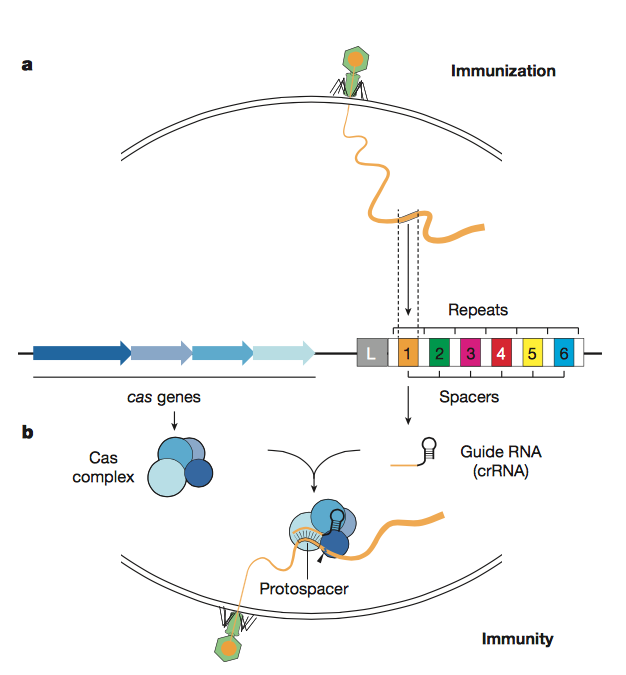 a
Immunization
Repeats
L 1 2 3 4 5 6
cas genes
Spacers
b
Cas
complex
Guide RNA
(crRNA)
Protospacer
Immunity